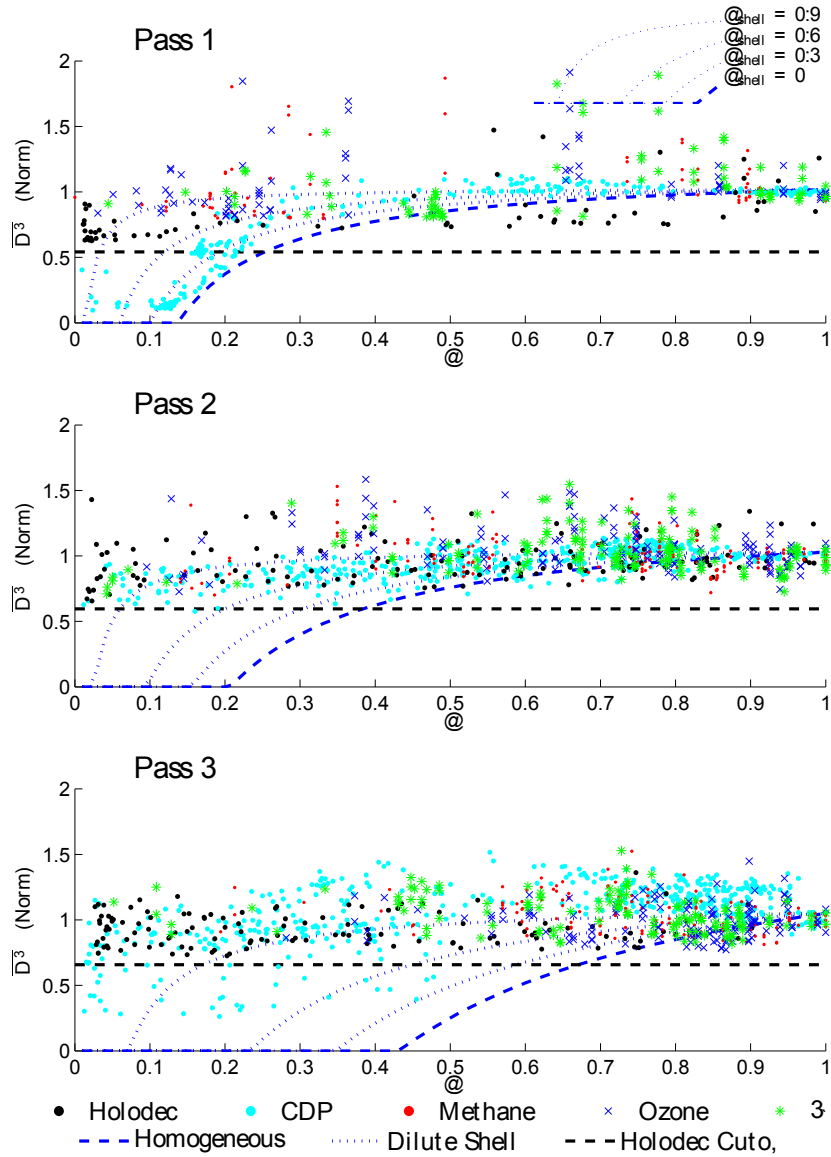 Pass 1
@shell = 0:9
@shell = 0:6
@shell = 0:3
@shell = 0
2
1.5
1
0.5
0
D³ (Norm)
0 0.1 0.2 0.3 0.4 0.5 0.6 0.7 0.8 0.9 1
@
Pass 2
2
1.5
1
0.5
0
D³ (Norm)
0 0.1 0.2 0.3 0.4 0.5 0.6 0.7 0.8 0.9 1
@
Pass 3
2
1.5
1
0.5
0
D³ (Norm)
0 0.1 0.2 0.3 0.4 0.5 0.6 0.7 0.8 0.9 1
@
Holodec CDP Methane Ozone 3-
Homogeneous Dilute Shell Holodec Cuto,